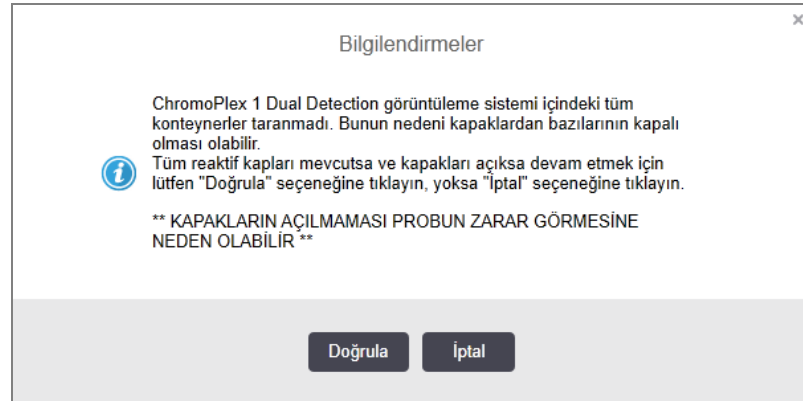 Bilgilendirmeler
ChromoPlex 1 Dual Detection görüntüleme sistemi içindeki tüm
konteynerler taranmadı. Bunun nedeni kapaklardan bazılarının kapalı
olması olabilir.
Tüm reaktif kapları mevcutsa ve kapakları açıksa devam etmek için
lütfen "Doğrula" seçeneğine tıklayın, yoksa "İptal" seçeneğine tıklayın.
** KAPAKLARIN AÇILMAMASI PROBUN ZARAR GÖRMESİNE
NEDEN OLABİLİR **
Doğrula İptal